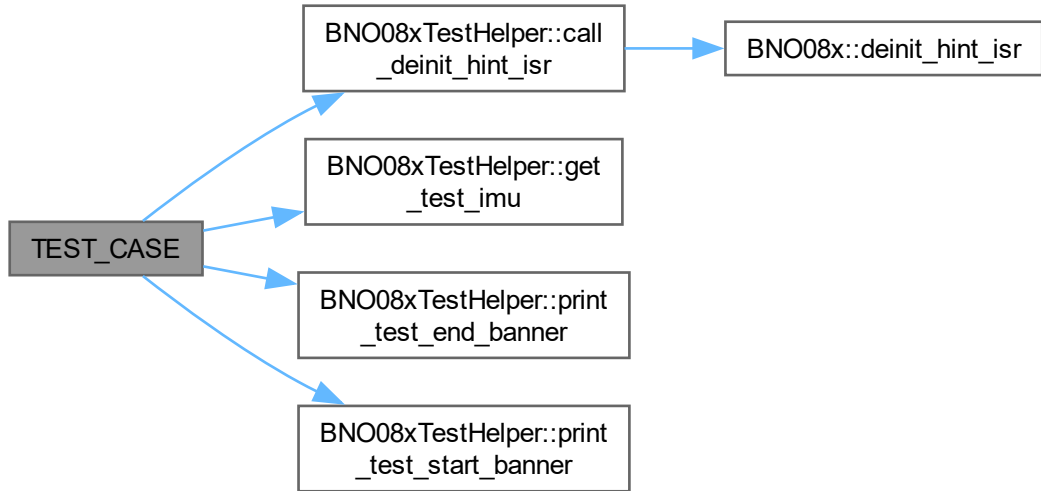 BNO08xTestHelper::call
_deinit_hint_isr
BNO08x::deinit_hint_isr
BNO08xTestHelper::get
_test_imu
TEST_CASE
BNO08xTestHelper::print
_test_end_banner
BNO08xTestHelper::print
_test_start_banner